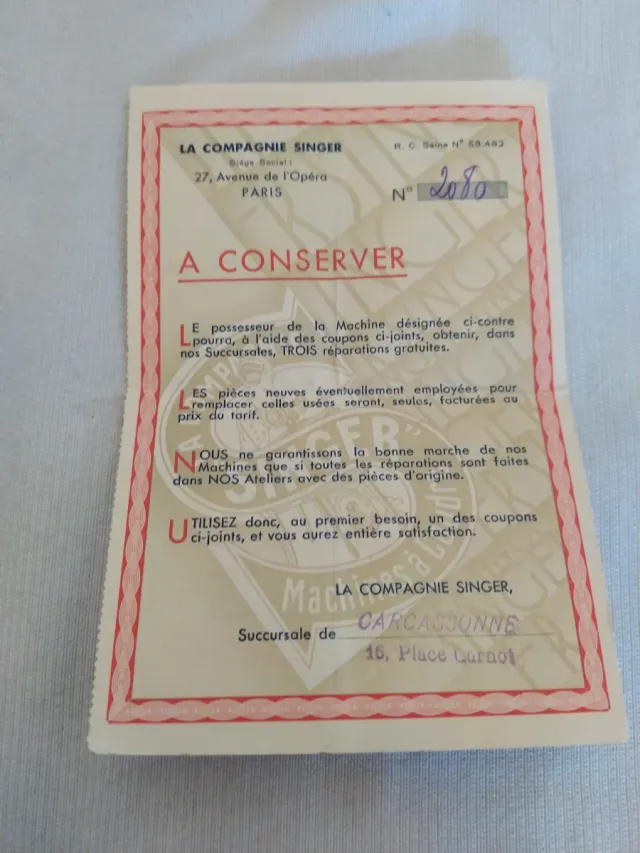 LA COMPAGNIE SINGER
R. C. Seine N° 58.482
Siège Social :
27, Avenue de l'Opéra
PARIS
N° 2080
A CONSERVER
LE possesseur de la Machine désignée ci-contre
pourra, à l'aide des coupons ci-joints, obtenir, dans
nos Succursales, TROIS réparations gratuites.
LES pièces neuves éventuellement employées pour
remplacer celles usées seront, seules, facturées au
prix du tarif.
NOUS ne garantissons la bonne marche de nos
Machines que si toutes les réparations sont faites
dans NOS Ateliers avec des pièces d'origine.
UTILISEZ donc, au premier besoin, un des coupons
ci-joints, et vous aurez entière satisfaction.
LA COMPAGNIE SINGER,
Succursale de CARCASSONNE
15, Place Carnot
"SINGER"
Machines à Coudre